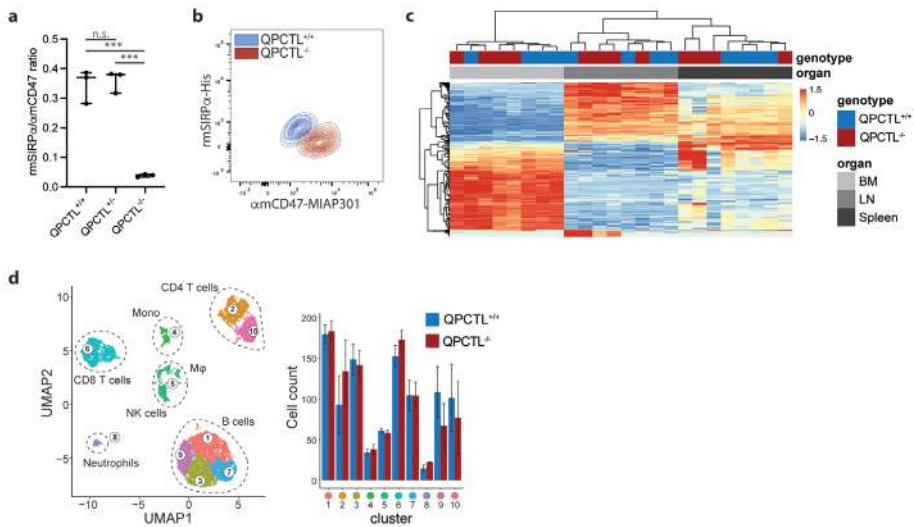 a
rmSIRPα/αmCD47 ratio
0.5
0.4
0.3
0.2
0.1
0.0
n.s.
***
***
QPCTL+/+
QPCTL+/-
QPCTL-/-
b
QPCTL+/+
QPCTL-/-
rmSIRPα-His
αmCD47-MIAP301
c
genotype
organ
1.5
0
−1.5
genotype
QPCTL+/+
QPCTL-/-
organ
BM
LN
Spleen
d
UMAP2
10
5
0
−5
−10
−5
0
5
UMAP1
CD4 T cells
Mono
CD8 T cells
Mφ
NK cells
B cells
Neutrophils
2
10
4
6
5
8
1
9
7
3
Cell count
200
150
100
50
0
QPCTL+/+
QPCTL-/-
1 2 3 4 5 6 7 8 9 10
cluster